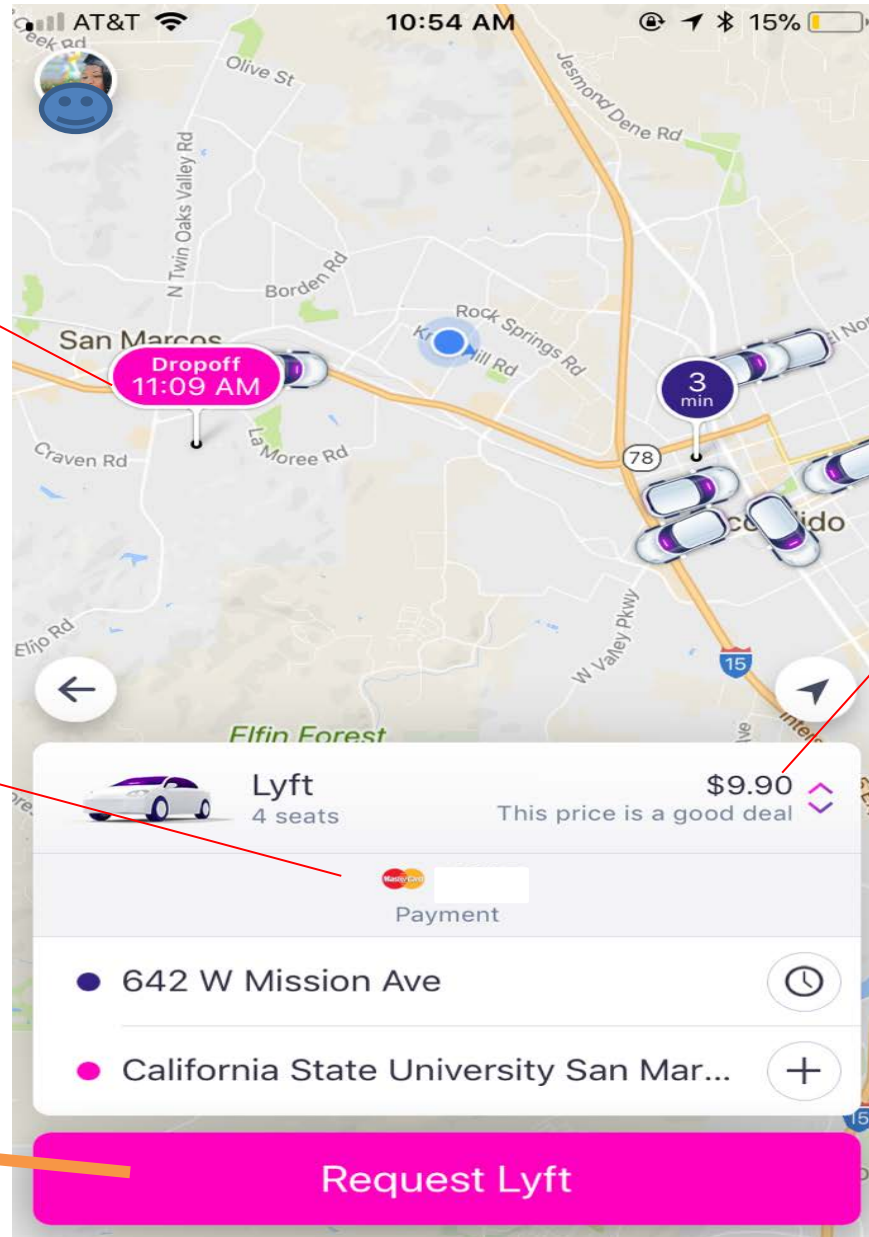 AT&T 10:54 AM 15%
Olive St
Jesmond Dene Rd
N Twin Oaks Valley Rd
Borden Rd
Rock Springs Rd
San Marcos
Dropoff
11:09 AM
3
min
La Moree Rd
Craven Rd
78
W Valley Pkwy
15
Elfin Forest
Lyft $9.90
4 seats This price is a good deal
MasterCard
Payment
642 W Mission Ave
California State University San Mar...
15
Request Lyft